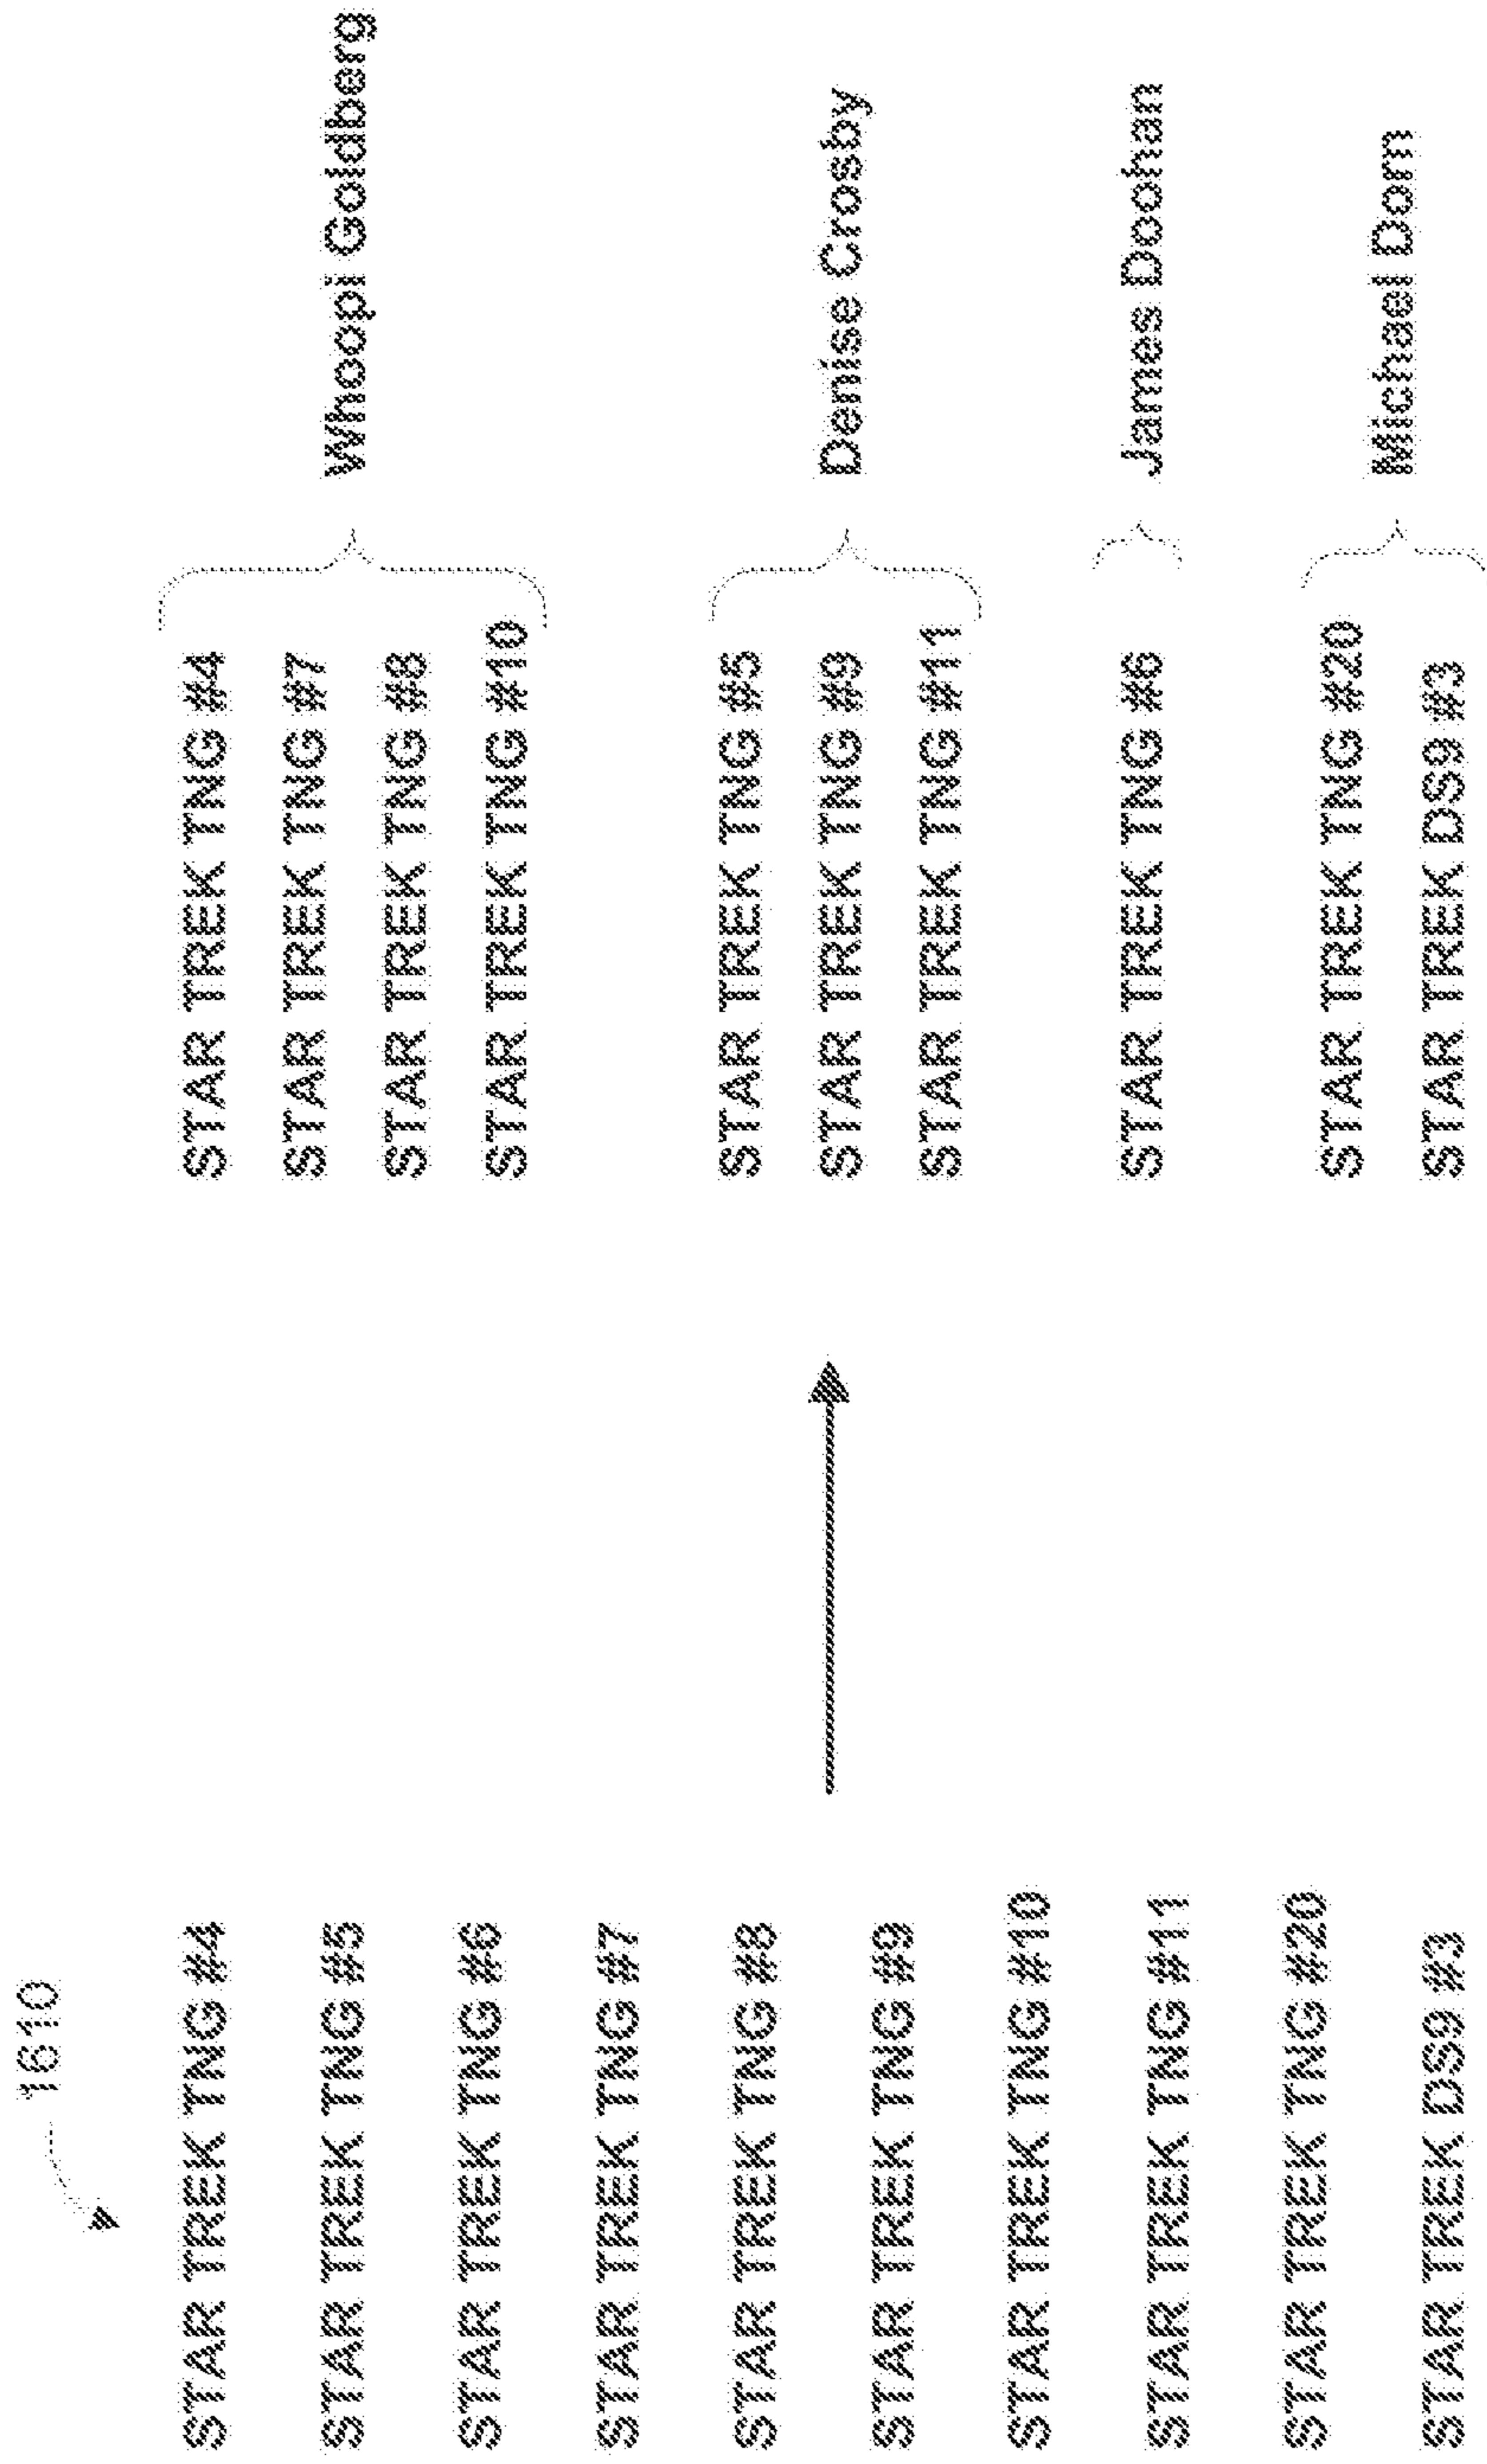 1610
STAR TREK TNG #4
STAR TREK TNG #5
STAR TREK TNG #6
STAR TREK TNG #7
STAR TREK TNG #8
STAR TREK TNG #9
STAR TREK TNG #10
STAR TREK TNG #11
STAR TREK TNG #20
STAR TREK DS9 #3
STAR TREK TNG #4
STAR TREK TNG #7
STAR TREK TNG #8
STAR TREK TNG #10
Whoopi Goldberg
STAR TREK TNG #5
STAR TREK TNG #9
STAR TREK TNG #11
Denise Crosby
STAR TREK TNG #6
James Doohan
STAR TREK TNG #20
STAR TREK DS9 #3
Michael Dorn